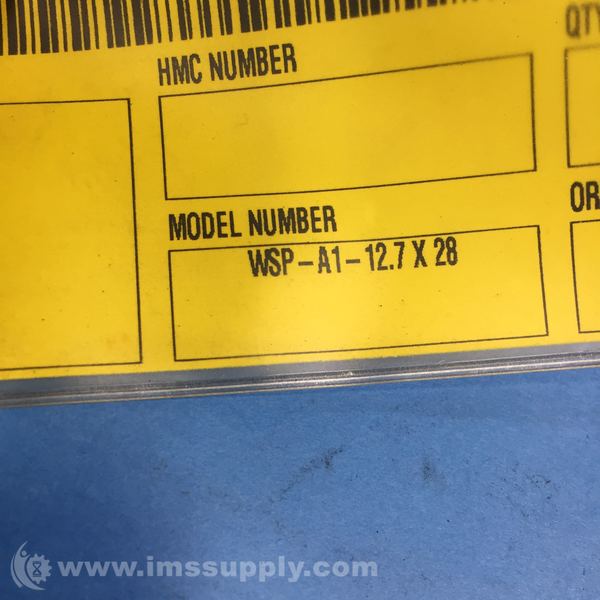 HMC NUMBER
QTY
MODEL NUMBER
OR
WSP-A1-12.7 X 28
www.imssupply.com